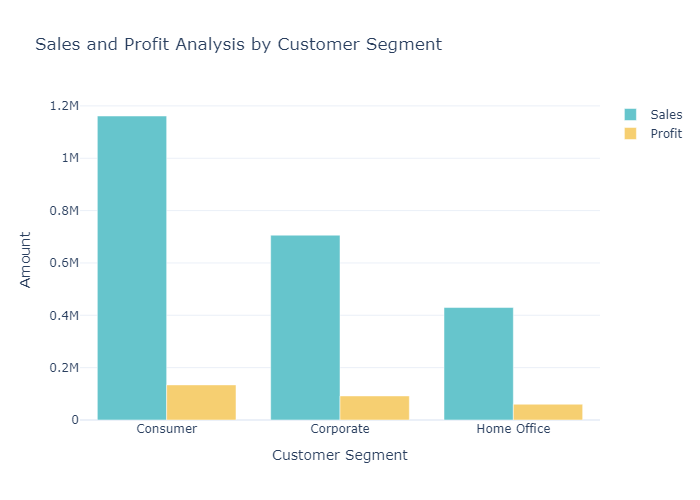 Sales and Profit Analysis by Customer Segment
1.2M
1M
0.8M
0.6M
0.4M
0.2M
0
Amount
Consumer
Corporate
Home Office
Customer Segment
Sales
Profit